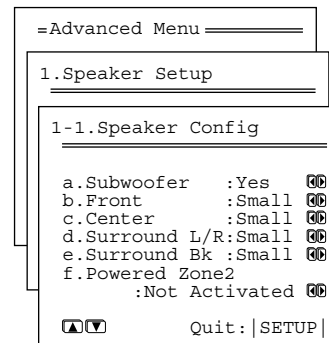 =Advanced Menu
1.Speaker Setup
1-1.Speaker Config
a.Subwoofer :Yes
b.Front :Small
c.Center :Small
d.Surround L/R:Small
e.Surround Bk :Small
f.Powered Zone2
:Not Activated
Quit:|SETUP|